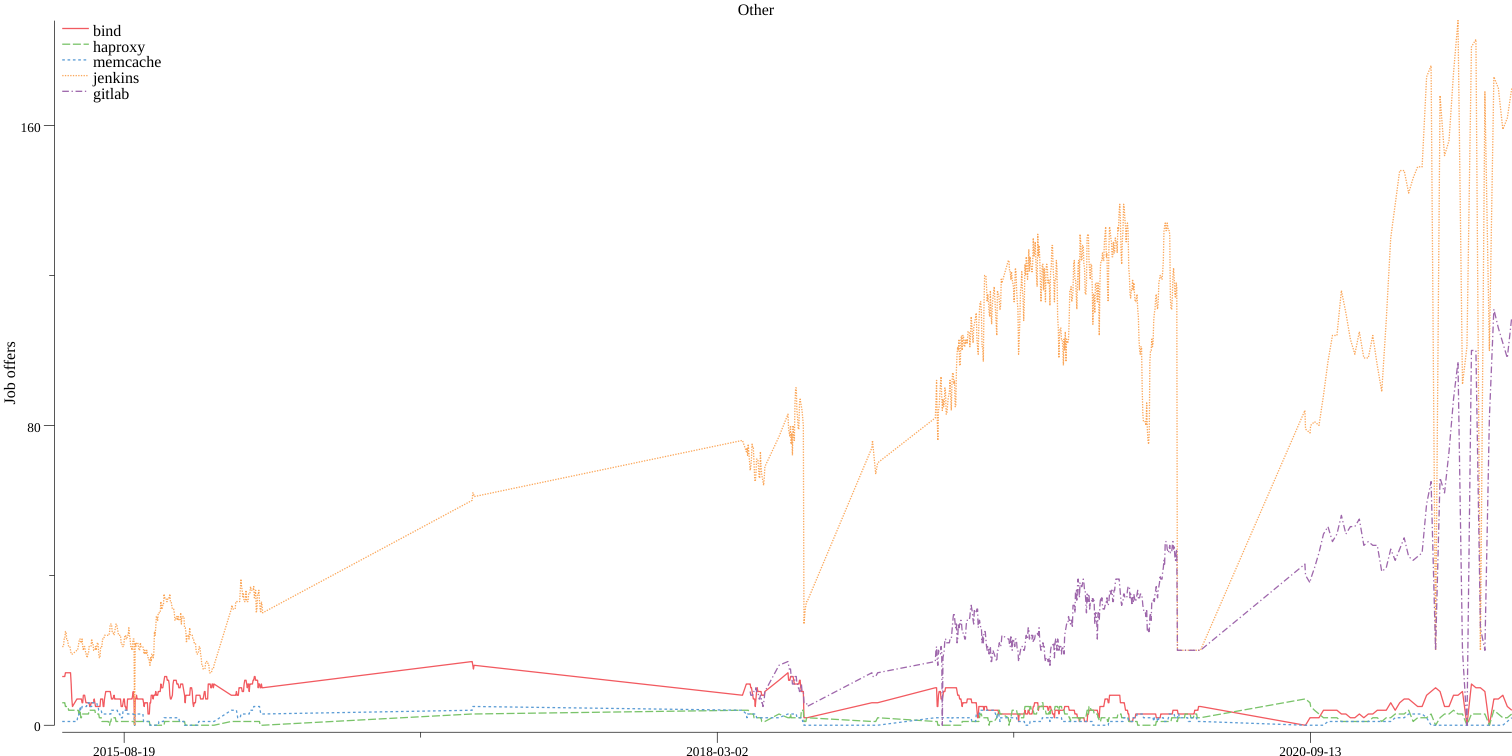 Other
bind
haproxy
memcache
jenkins
gitlab
160
80
0
Job offers
2015-08-19
2018-03-02
2020-09-13